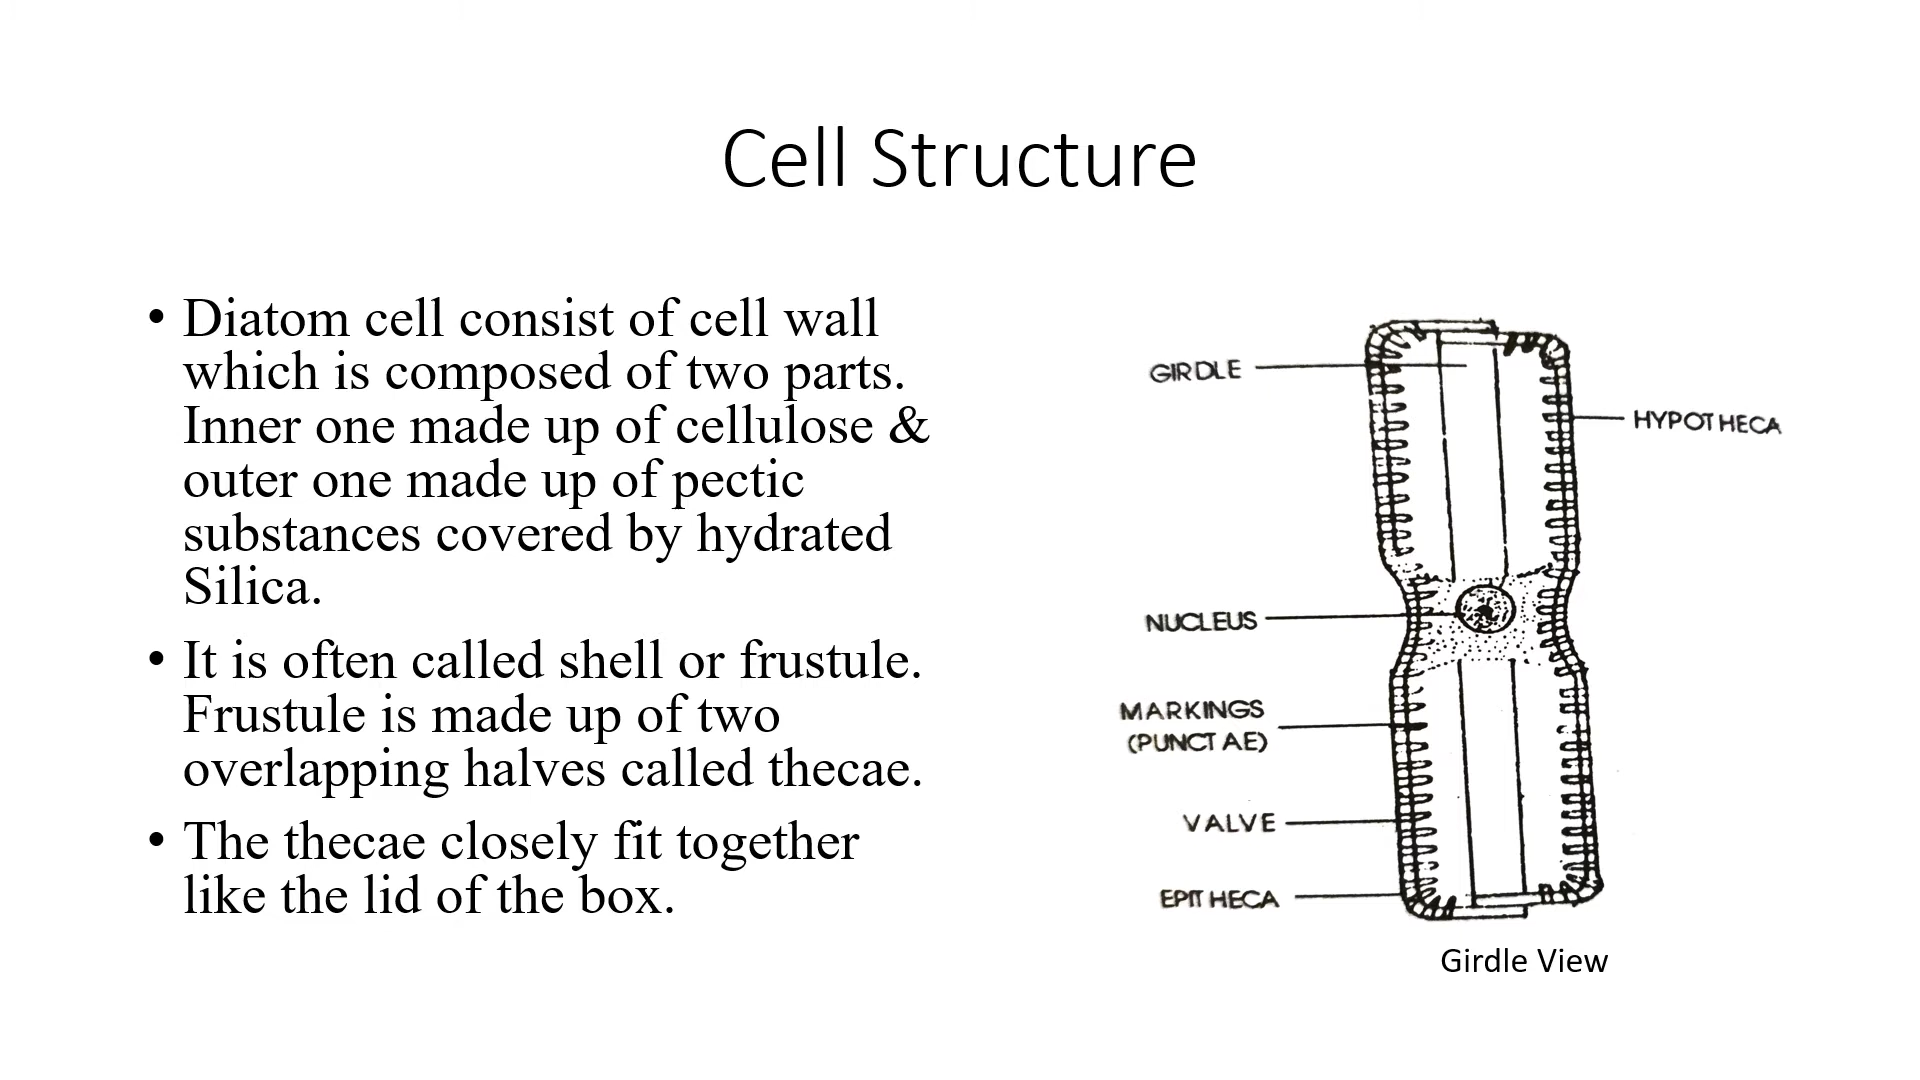 Cell Structure
• Diatom cell consist of cell wall
which is composed of two parts.
Inner one made up of cellulose &
outer one made up of pectic
substances covered by hydrated
Silica.
• It is often called shell or frustule.
Frustule is made up of two
overlapping halves called thecae.
• The thecae closely fit together
like the lid of the box.
GIRDLE
HYPOTHECA
NUCLEUS
MARKINGS
(PUNCTAE)
VALVE
EPITHECA
Girdle View